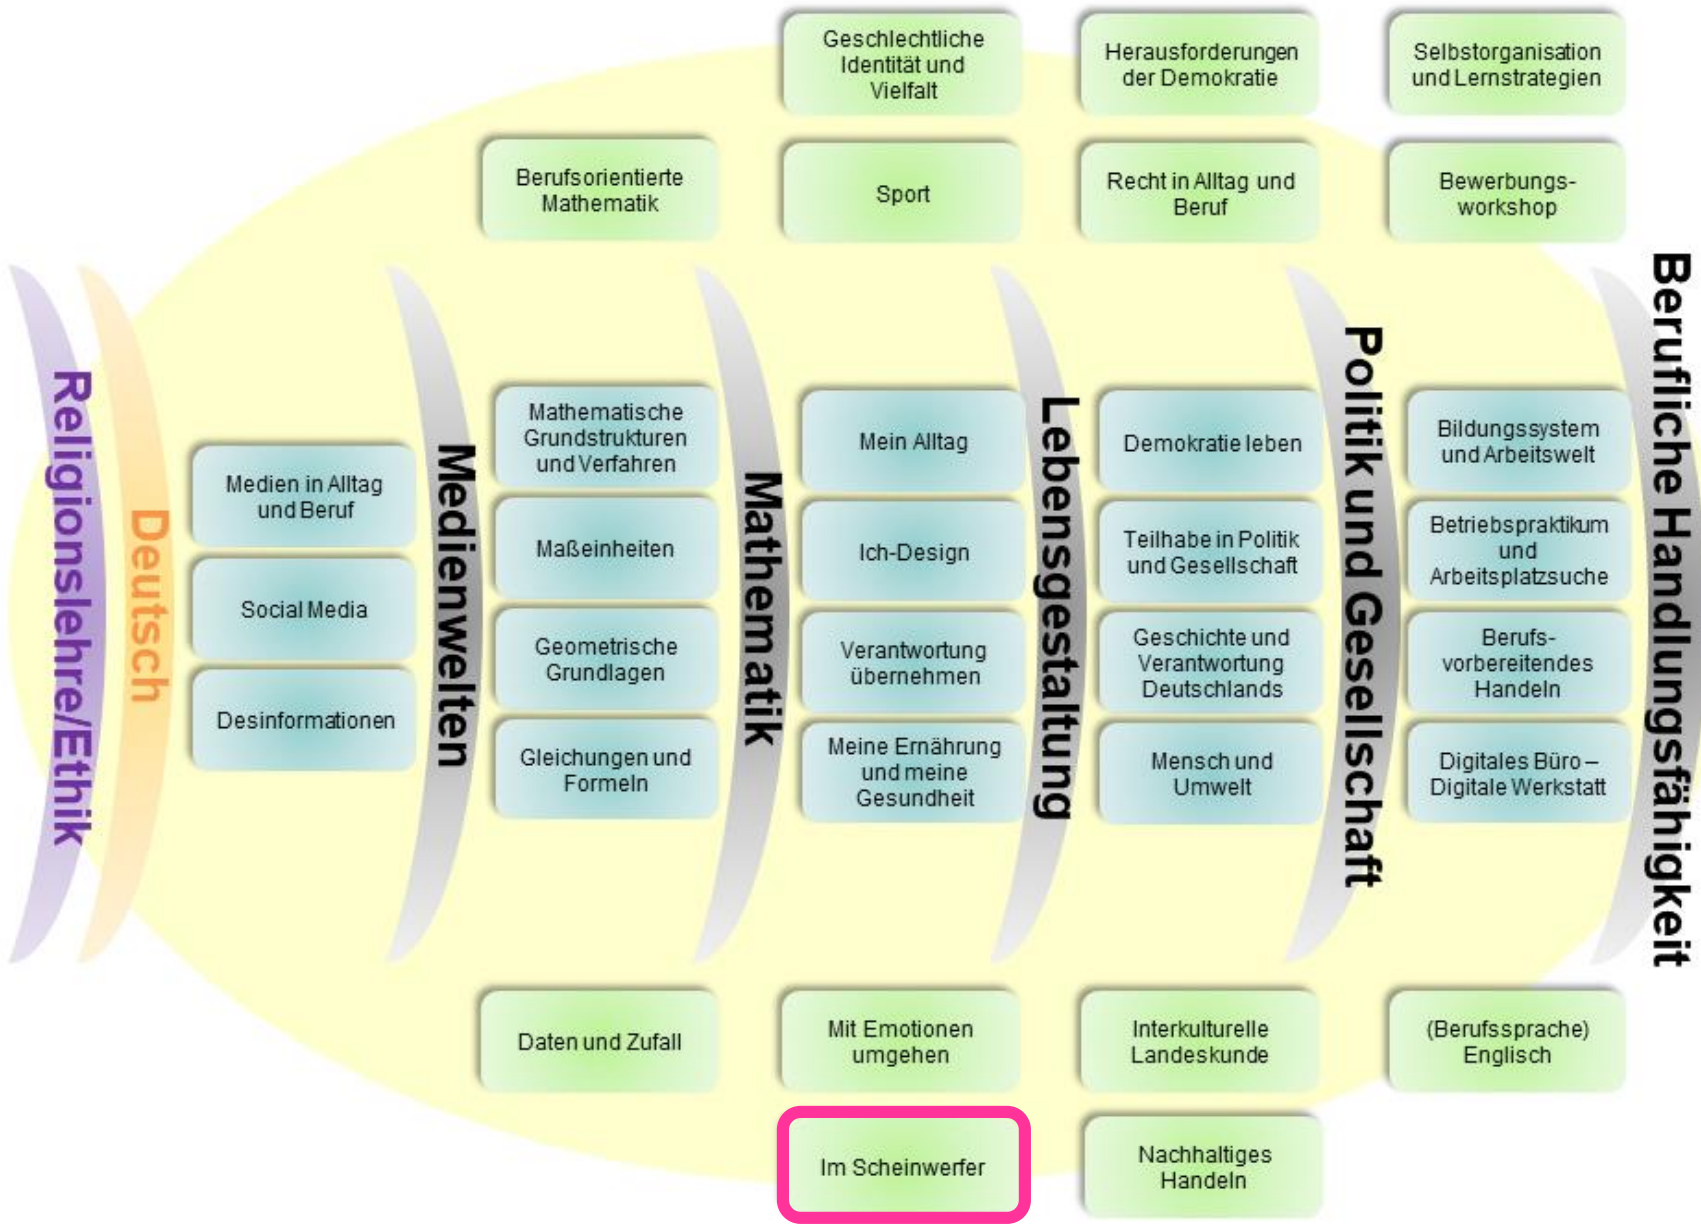 Geschlechtliche
Identität und
Vielfalt
Herausforderungen
der Demokratie
Selbstorganisation
und Lernstrategien
Berufsorientierte
Mathematik
Sport
Recht in Alltag und
Beruf
Bewerbungs-
workshop
Religionslehre/Ethik
Deutsch
Medien in Alltag
und Beruf
Social Media
Desinformationen
Medienwelten
Mathematische
Grundstrukturen
und Verfahren
Maßeinheiten
Geometrische
Grundlagen
Gleichungen und
Formeln
Mathematik
Mein Alltag
Ich-Design
Verantwortung
übernehmen
Meine Ernährung
und meine
Gesundheit
Lebensgestaltung
Demokratie leben
Teilhabe in Politik
und Gesellschaft
Geschichte und
Verantwortung
Deutschlands
Mensch und
Umwelt
Politik und Gesellschaft
Bildungssystem
und Arbeitswelt
Betriebspraktikum
und
Arbeitsplatzsuche
Berufs-
vorbereitendes
Handeln
Digitales Büro –
Digitale Werkstatt
Berufliche Handlungsfähigkeit
Daten und Zufall
Mit Emotionen
umgehen
Interkulturelle
Landeskunde
(Berufssprache)
Englisch
Im Scheinwerfer
Nachhaltiges
Handeln